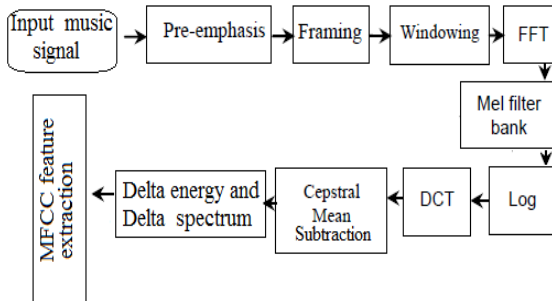 Input music
signal
Pre-emphasis
Framing
Windowing
FFT
Mel filter
bank
Log
DCT
Cepstral
Mean
Subtraction
Delta energy and
Delta spectrum
MFCC feature
extraction